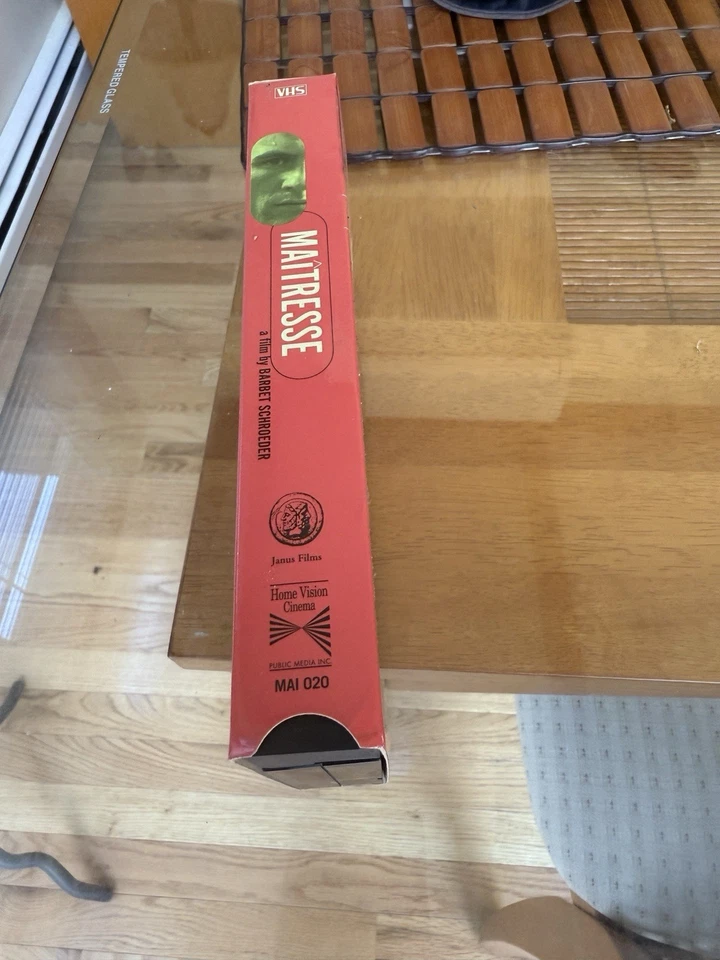 TEMPERED GLASS
VHS
MAÎTRESSE
a film by BARBET SCHROEDER
Janus Films
Home Vision
Cinema
PUBLIC MEDIA INC.
MAI 020